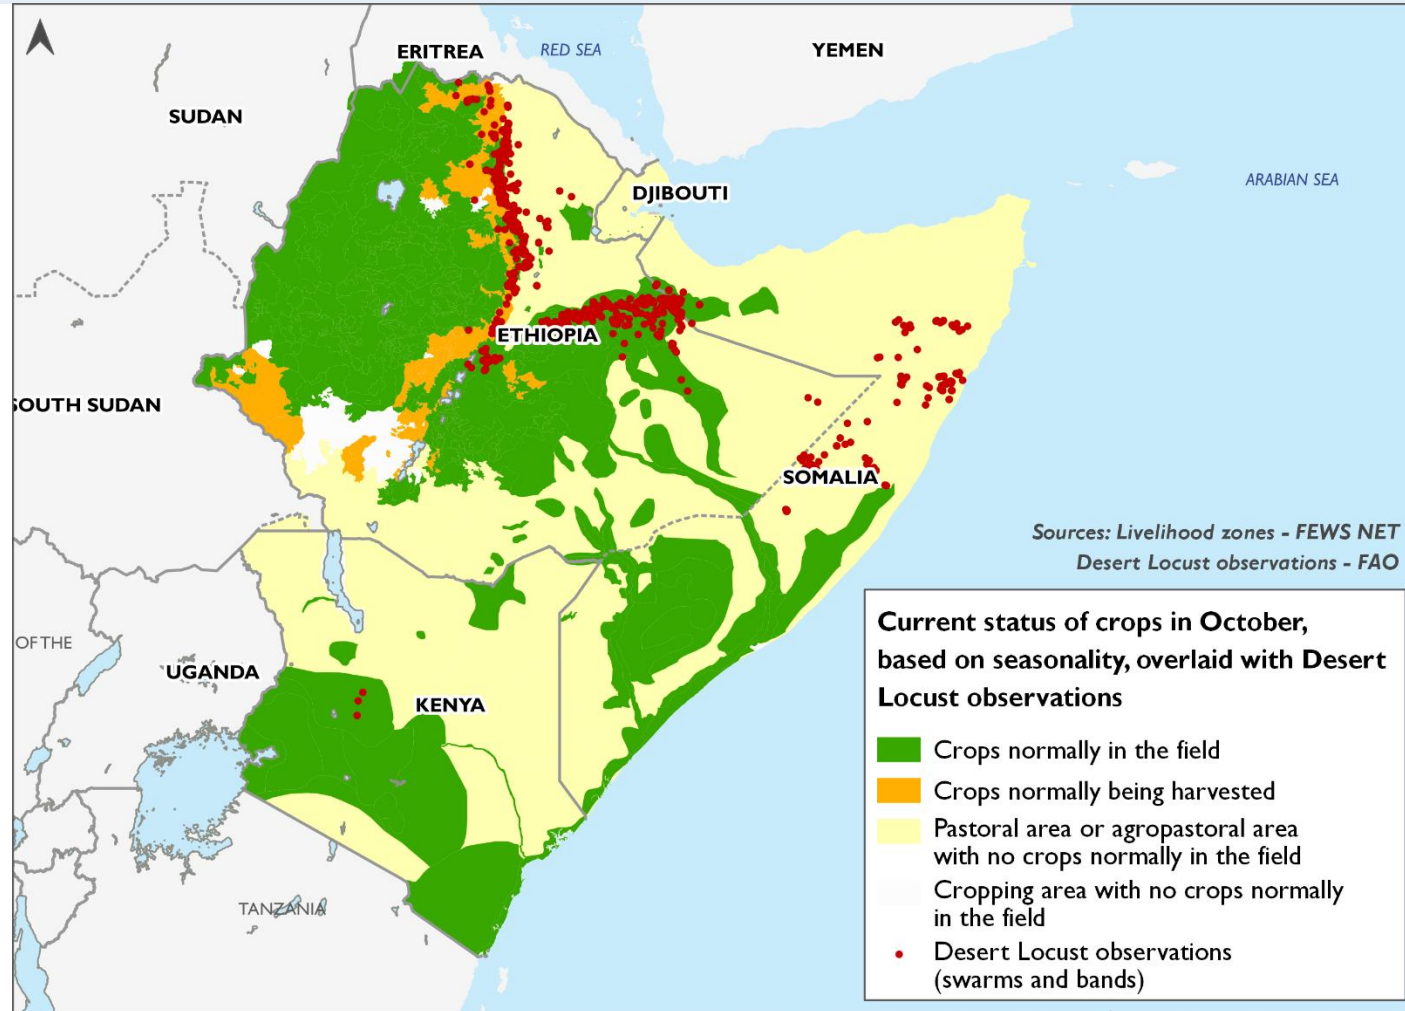 ERITREA
RED SEA
YEMEN
SUDAN
ARABIAN SEA
DJIBOUTI
ETHIOPIA
SOUTH SUDAN
SOMALIA
Sources: Livelihood zones - FEWS NET
Desert Locust observations - FAO
OF THE
UGANDA
KENYA
TANZANIA
Current status of crops in October,
based on seasonality, overlaid with Desert
Locust observations
Crops normally in the field
Crops normally being harvested
Pastoral area or agropastoral area
with no crops normally in the field
Cropping area with no crops normally
in the field
Desert Locust observations
(swarms and bands)